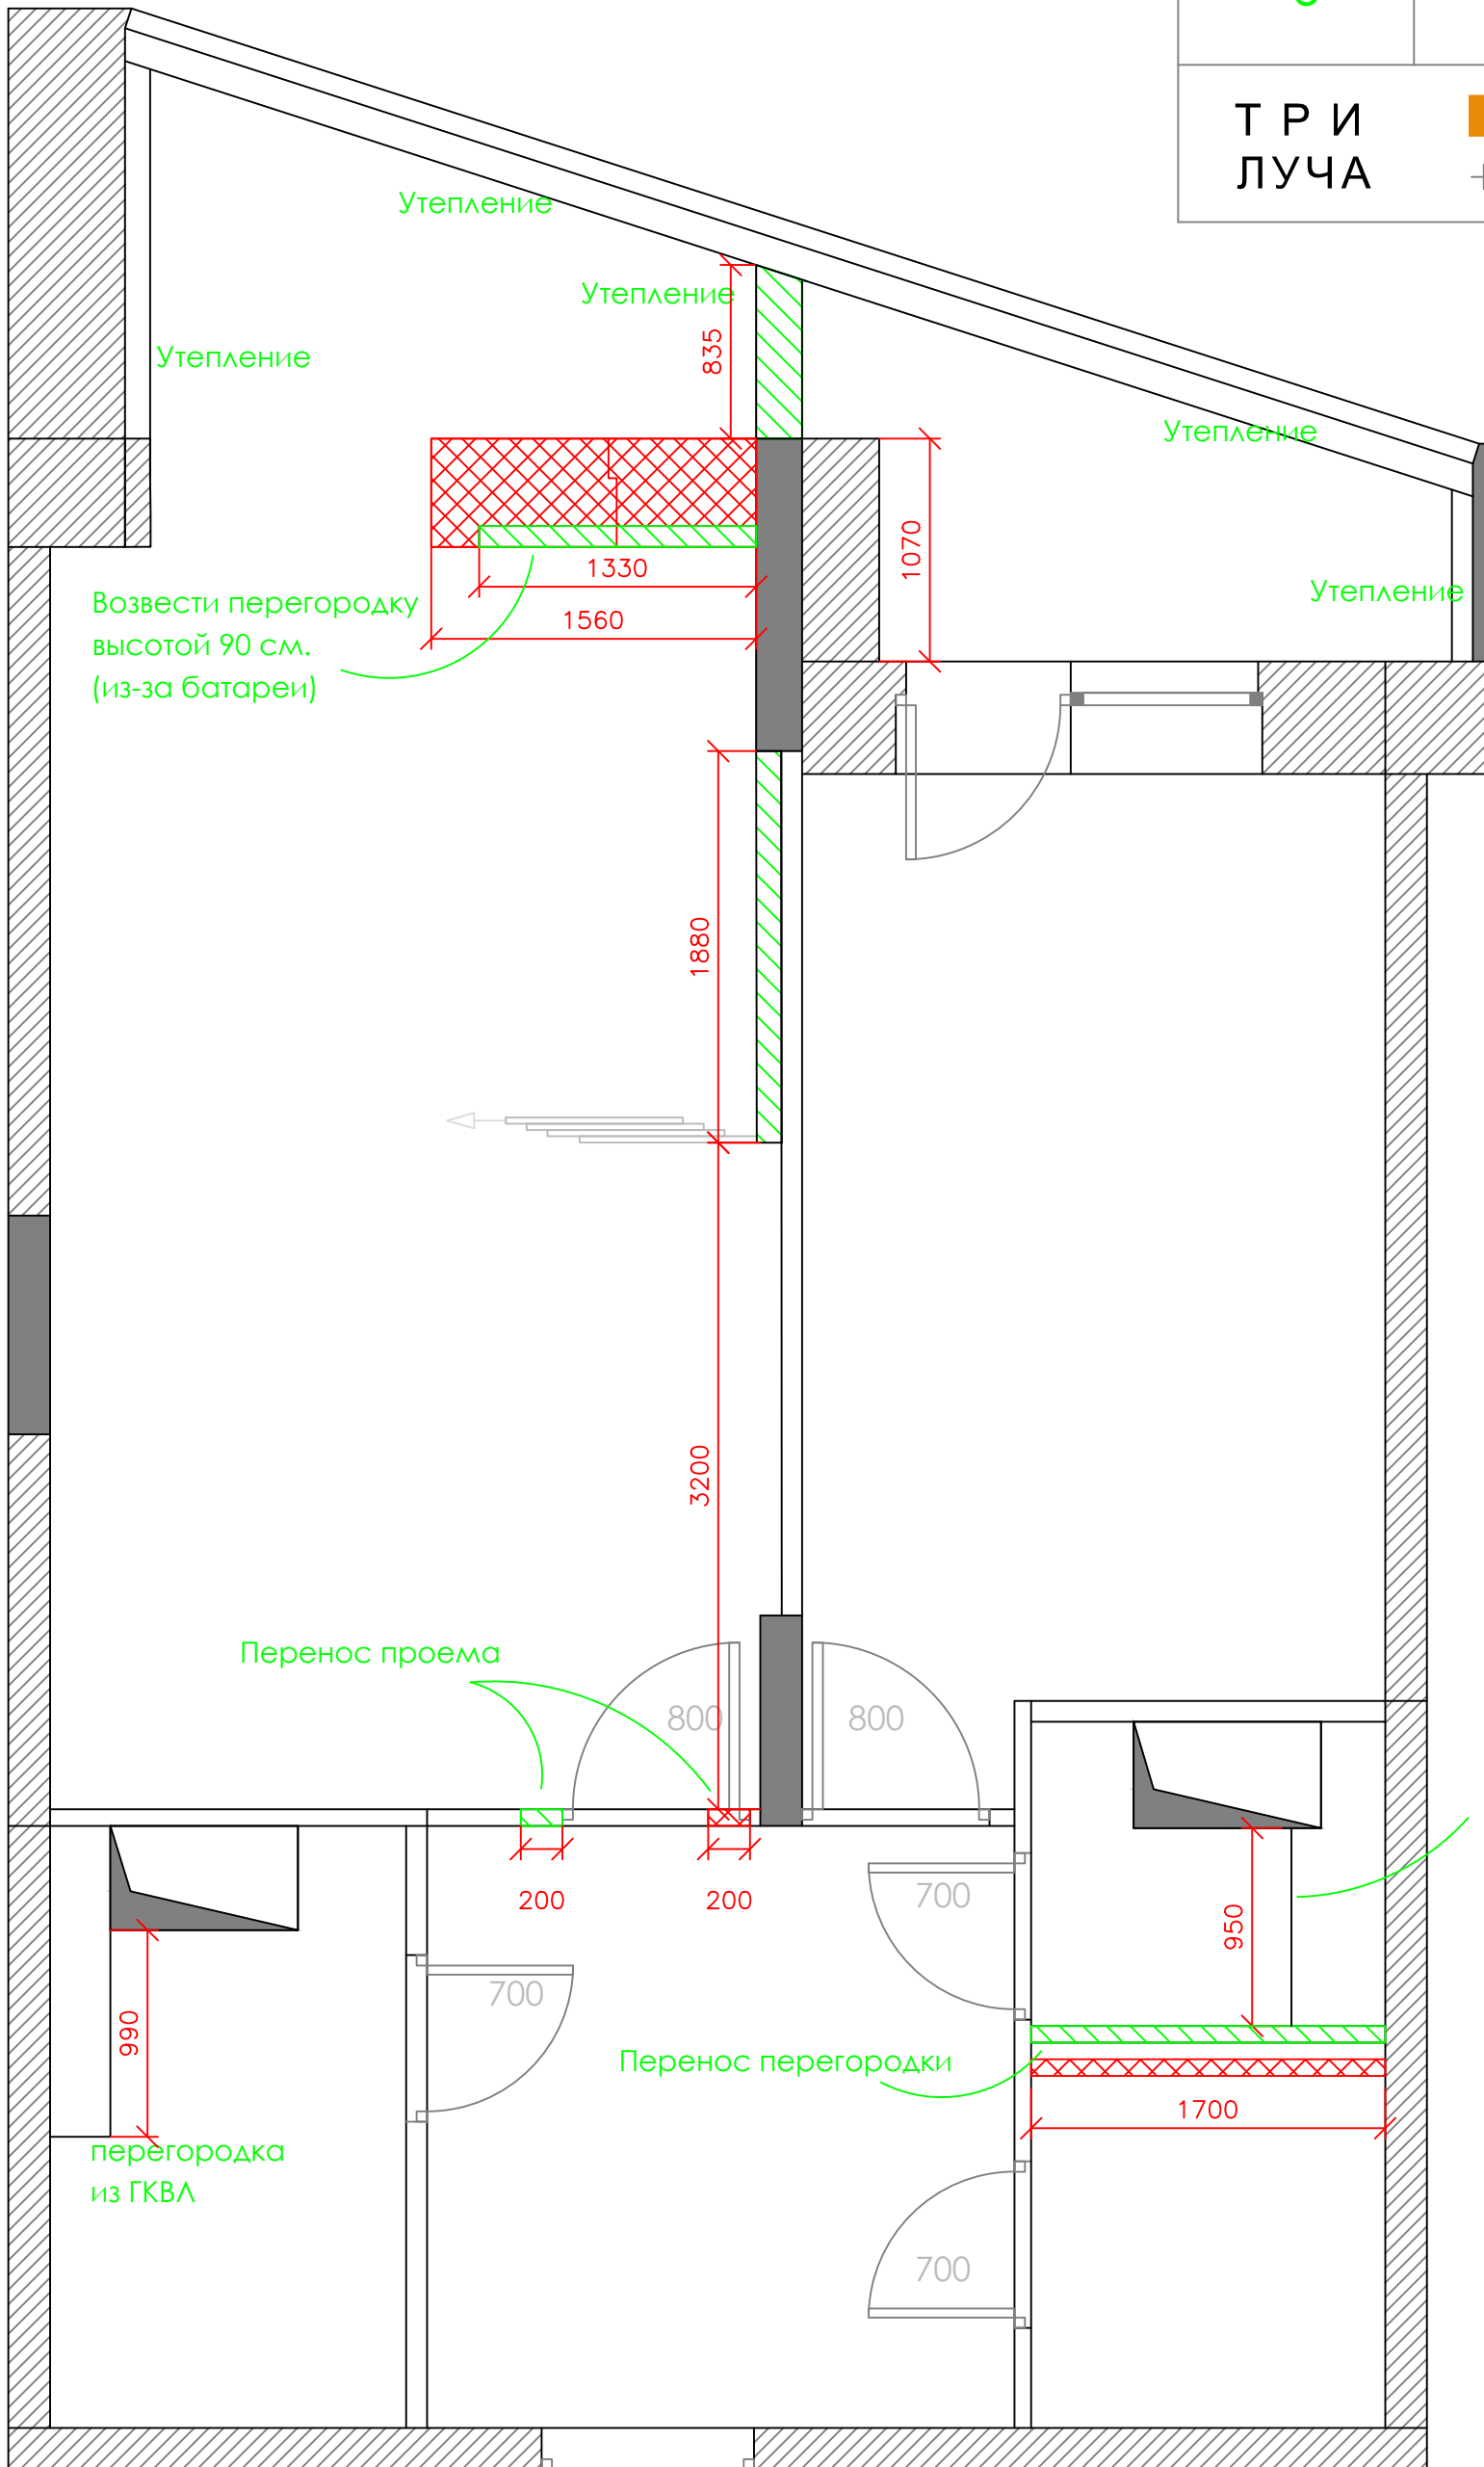 ТРИ
ЛУЧА
Утепление
Утепление
835
Утепление
Утепление
1070
1330
Утепление
Возвести перегородку
высотой 90 см.
(из-за батареи)
1560
1880
3200
Перенос проема
800
800
200
200
700
950
700
990
Перенос перегородки
1700
перегородка
из ГКВЛ
700